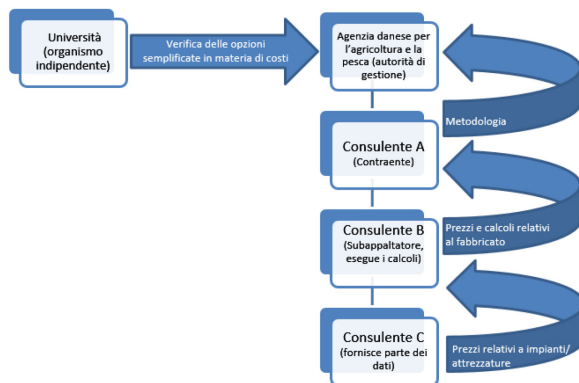 Università
(organismo
indipendente)
Verifica delle opzioni
semplificate in materia di costi
Agenzia danese per
l'agricoltura e la
pesca (autorità di
gestione)
Metodologia
Consulente A
(Contraente)
Consulente B
(Subappaltatore,
esegue i calcoli)
Prezzi e calcoli relativi
al fabbricato
Consulente C
(fornisce parte dei
dati)
Prezzi relativi a impianti/
attrezzature